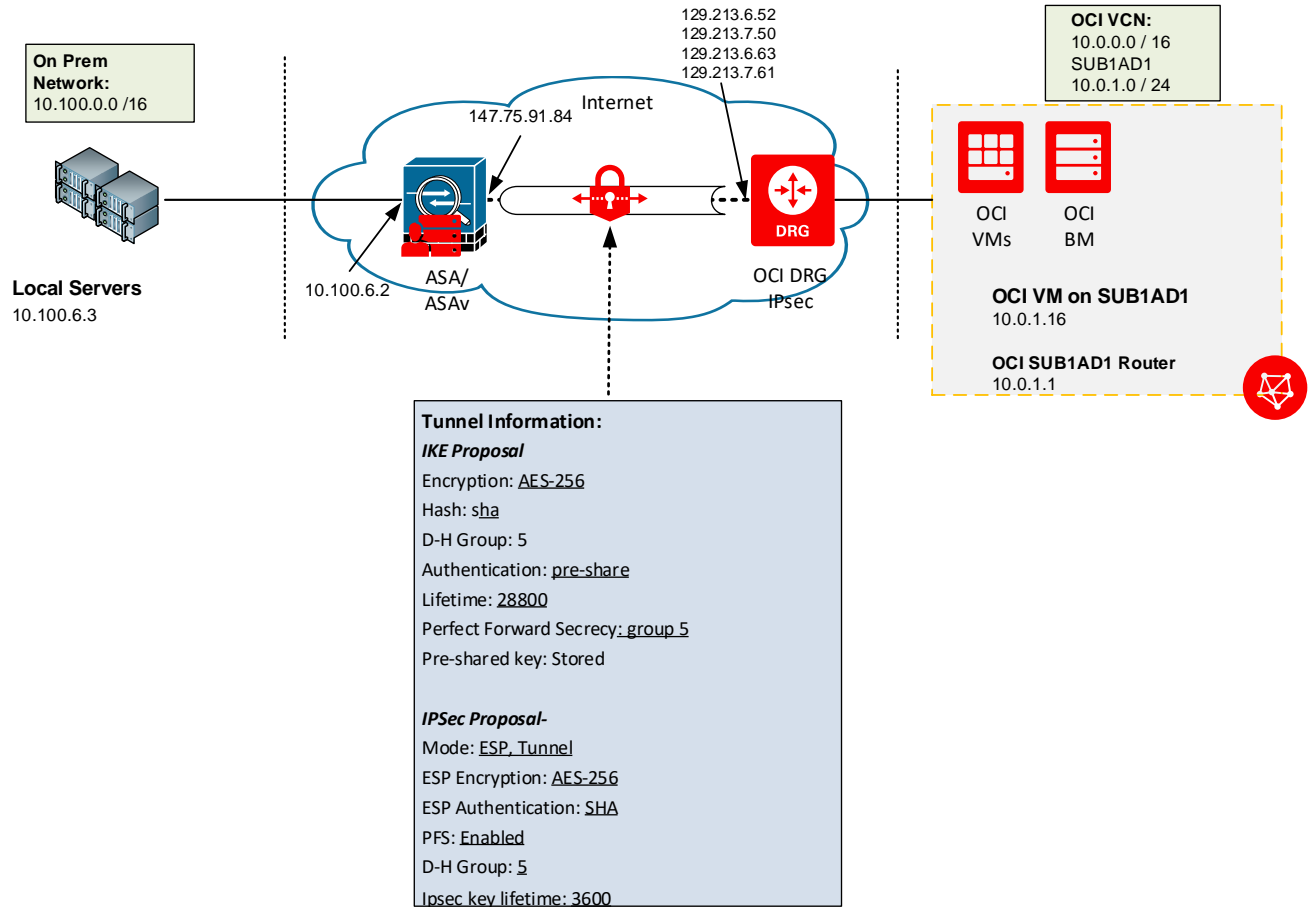 On Prem
Network:
10.100.0.0 /16
Local Servers
10.100.6.3
147.75.91.84
Internet
129.213.6.52
129.213.7.50
129.213.6.63
129.213.7.61
10.100.6.2
ASA/
ASAv
DRG
OCI DRG
IPsec
OCI VCN:
10.0.0.0 / 16
SUB1AD1
10.0.1.0 / 24
OCI
VMs
OCI
BM
OCI VM on SUB1AD1
10.0.1.16
OCI SUB1AD1 Router
10.0.1.1
Tunnel Information:
IKE Proposal
Encryption: AES-256
Hash: sha
D-H Group: 5
Authentication: pre-share
Lifetime: 28800
Perfect Forward Secrecy: group 5
Pre-shared key: Stored
IPSec Proposal-
Mode: ESP, Tunnel
ESP Encryption: AES-256
ESP Authentication: SHA
PFS: Enabled
D-H Group: 5
Ipsec key lifetime: 3600